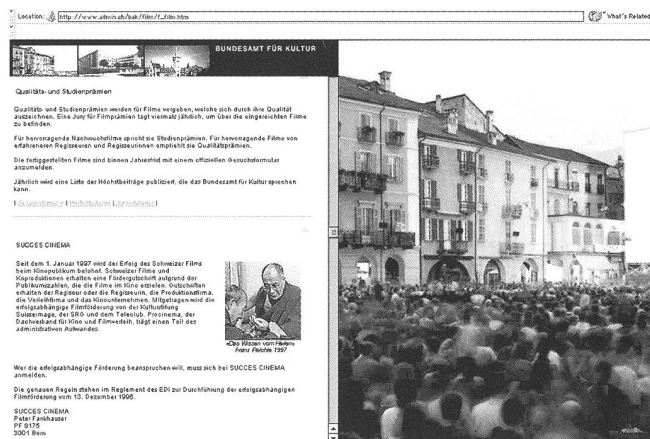 Location: http://www.admin.ch/bak/film/f_film.htm What's Related
BUNDESAMT FÜR KULTUR
Qualitäts- und Studienprämien
Qualitäts- und Studienprämien werden für Filme vergeben, welche sich durch ihre Qualität
auszeichnen. Eine Jury für Filmprämien tagt viermals jährlich, um über die eingereichten Filme
zu befinden.
Für hervorragende Nachwuchsfilme spricht sie Studienprämien. Für hervorragende Filme von
erfahreneren Regisseuren und Regisseurinnen empfiehlt sie Qualitätsprämien.
Die fertiggestellten Filme sind binnen Jahresfrist mit einem offiziellen Gesuchsformular
anzumelden.
Jährlich wird eine Liste der Höchstbeiträge publiziert, die das Bundesamt für Kultur sprechen
kann.
SUCCES CINEMA
Seit dem 1. Januar 1997 wird der Erfolg des Schweizer Films
beim Kinopublikum belohnt. Schweizer Filme und
Koproduktionen erhalten eine Fördergutschrift aufgrund der
Publikumszahlen, die die Filme im Kino erzielen. Gutschriften
erhalten der Regiseur oder die Regisseurin, die Produktionsfirma,
die Verleihfirma und das Kinounternehmen. Mitgetragen wird die
erfolgsabhängige Filmförderung von der Kulturstiftung
Suisseimage, der SRG und dem Teleclub. Procinema, der
Dachverband für Kino und Filmverleih, trägt einen Teil des
administrativen Aufwandes.
«Das Wissen vom Heilen»
Franz Reichle 1997
Wer die erfolgsabhängige Förderung beanspruchen will, muss sich bei SUCCES CINEMA
anmelden.
Die genauen Regeln stehen im Reglement des EDI zur Durchführung der erfolgsabhängigen
Filmförderung vom 13. Dezember 1996.
SUCCES CINEMA
Peter Fankhauser
PF 8175
3001 Bern